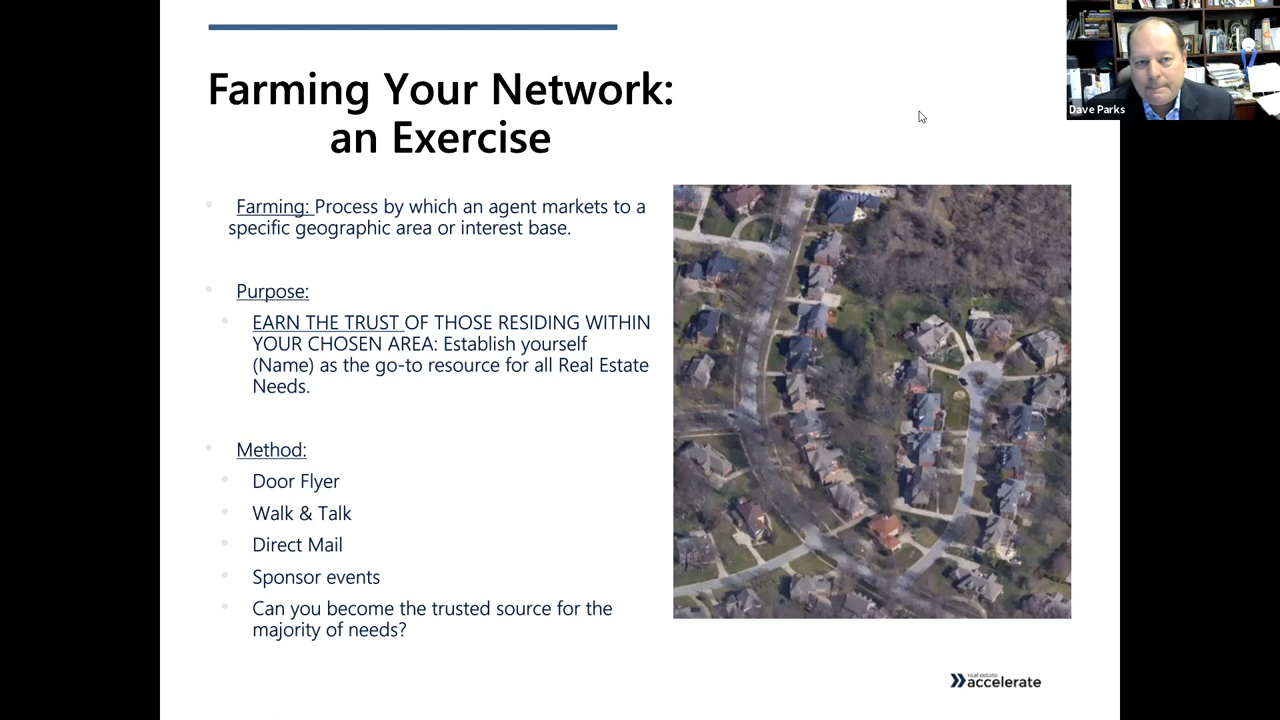 Farming Your Network:
an Exercise
Dave Parks
Farming: Process by which an agent markets to a
specific geographic area or interest base.
Purpose:
EARN THE TRUST OF THOSE RESIDING WITHIN
YOUR CHOSEN AREA: Establish yourself
(Name) as the go-to resource for all Real Estate
Needs.
Method:
Door Flyer
Walk & Talk
Direct Mail
Sponsor events
Can you become the trusted source for the
majority of needs?
real estate
accelerate